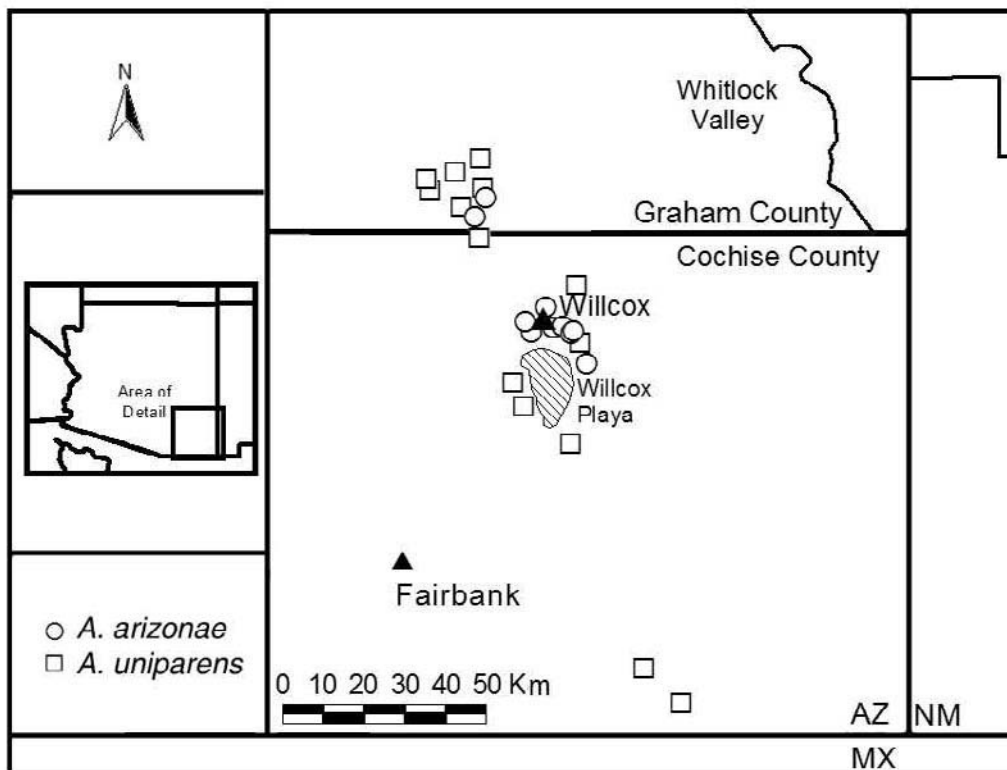 N
Whitlock
Valley
Graham County
Cochise County
Willcox
Willcox
Playa
Area of
Detail
Fairbank
A. arizonae
A. uniparens
0 10 20 30 40 50 Km
AZ NM
MX